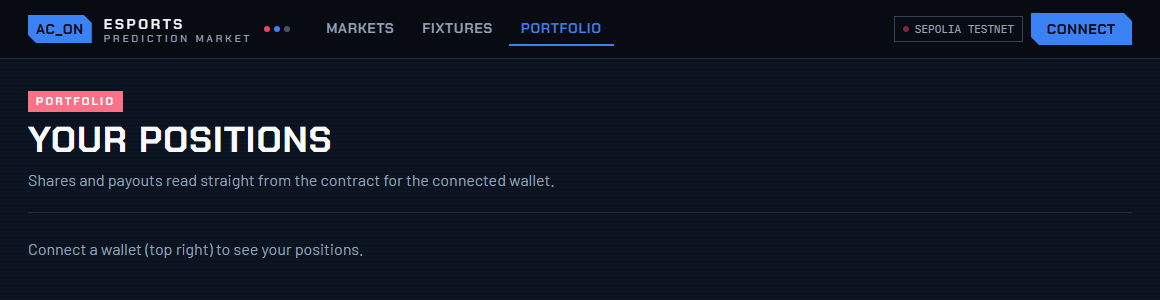 AC_ON
ESPORTS
PREDICTION MARKET
MARKETS
FIXTURES
PORTFOLIO
SEPOLIA TESTNET
CONNECT
PORTFOLIO
YOUR POSITIONS
Shares and payouts read straight from the contract for the connected wallet.
Connect a wallet (top right) to see your positions.